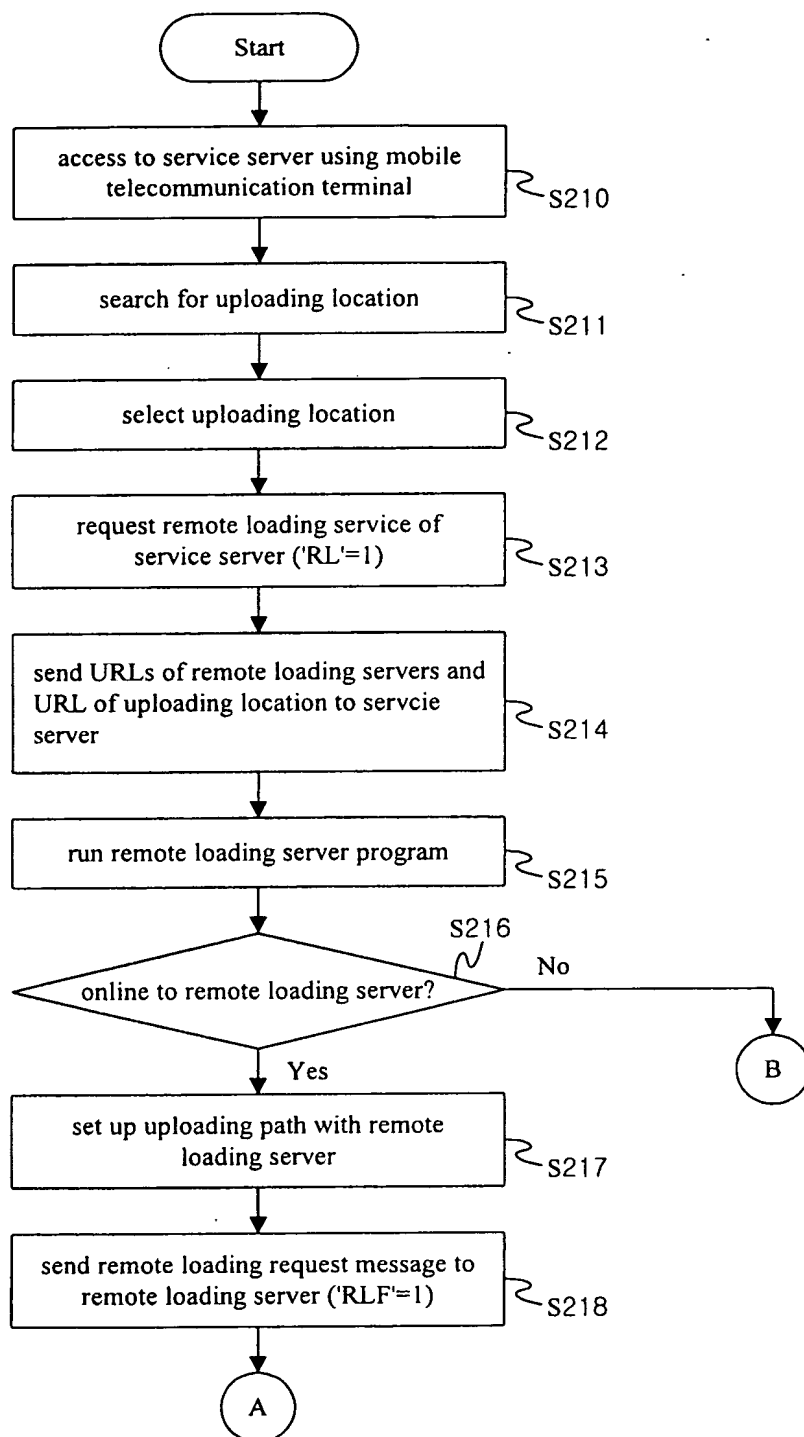 Start
access to service server using mobile
telecommunication terminal
S210
search for uploading location
S211
select uploading location
S212
request remote loading service of
service server ('RL'=1)
S213
send URLs of remote loading servers and
URL of uploading location to servcie
server
S214
run remote loading server program
S215
S216
online to remote loading server?
No
B
Yes
set up uploading path with remote
loading server
S217
send remote loading request message to
remote loading server ('RLF'=1)
S218
A